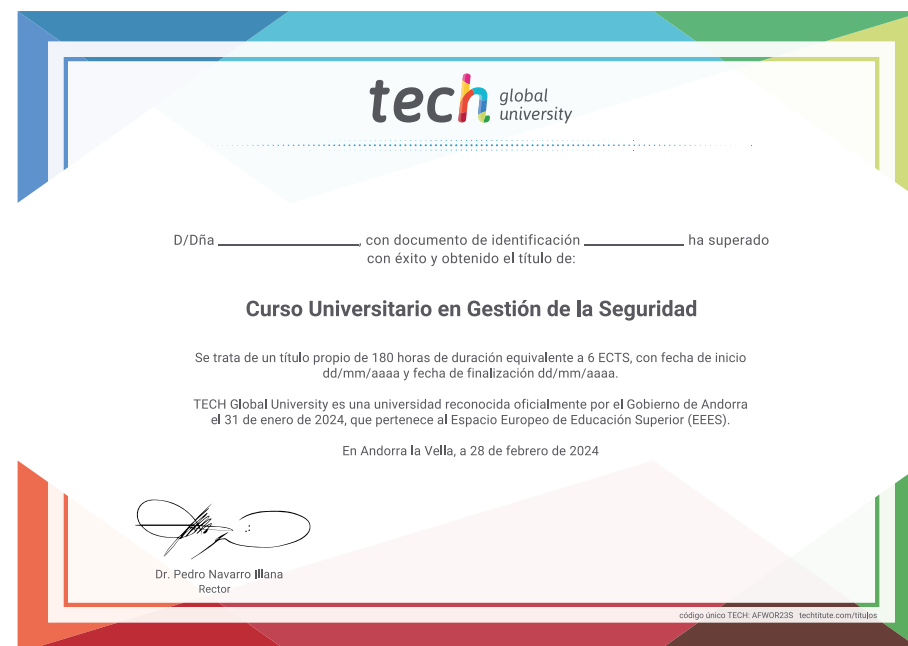 tech global university
D/Dña ____________________, con documento de identificación ______________ ha superado
con éxito y obtenido el título de:
Curso Universitario en Gestión de la Seguridad
Se trata de un título propio de 180 horas de duración equivalente a 6 ECTS, con fecha de inicio
dd/mm/aaaa y fecha de finalización dd/mm/aaaa.
TECH Global University es una universidad reconocida oficialmente por el Gobierno de Andorra
el 31 de enero de 2024, que pertenece al Espacio Europeo de Educación Superior (EEES).
En Andorra la Vella, a 28 de febrero de 2024
Dr. Pedro Navarro Illana
Rector
código único TECH: AFWOR23S techtitute.com/titulos